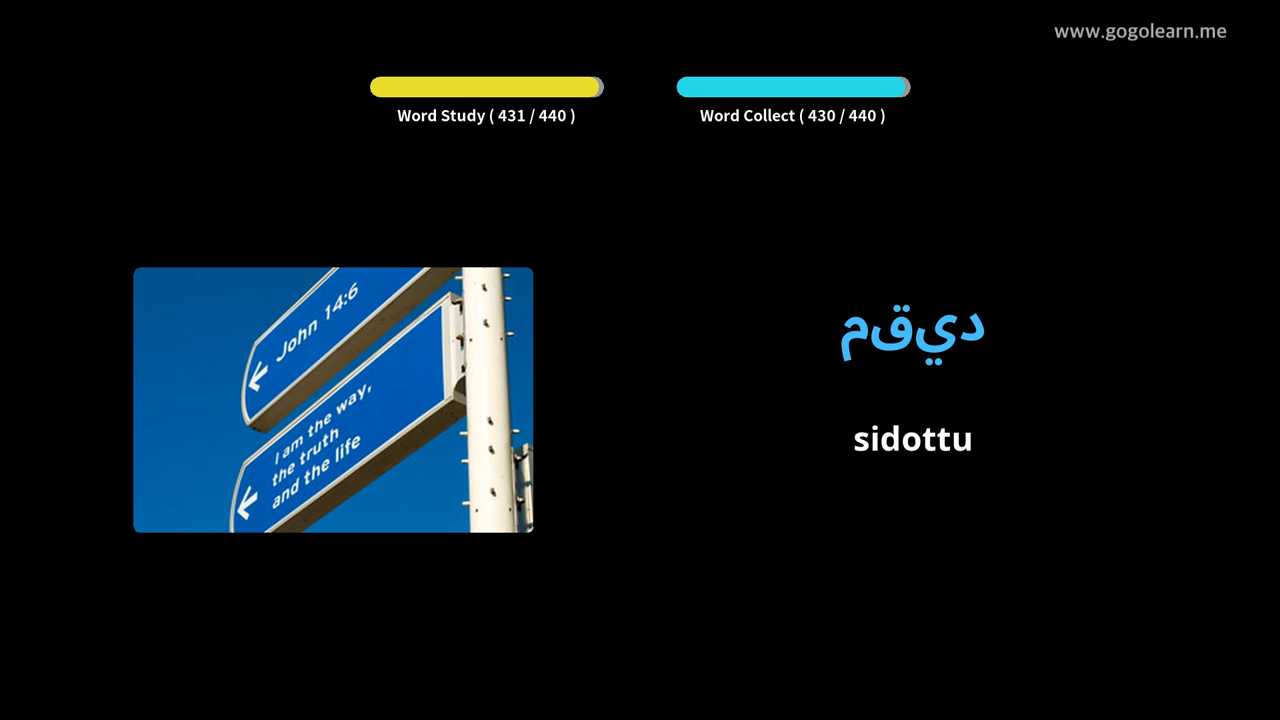 www.gogolearn.me
Word Study ( 431 / 440 )
Word Collect ( 430 / 440 )
John 14:6
I am the way,
the truth
and the life
ديقم
sidottu